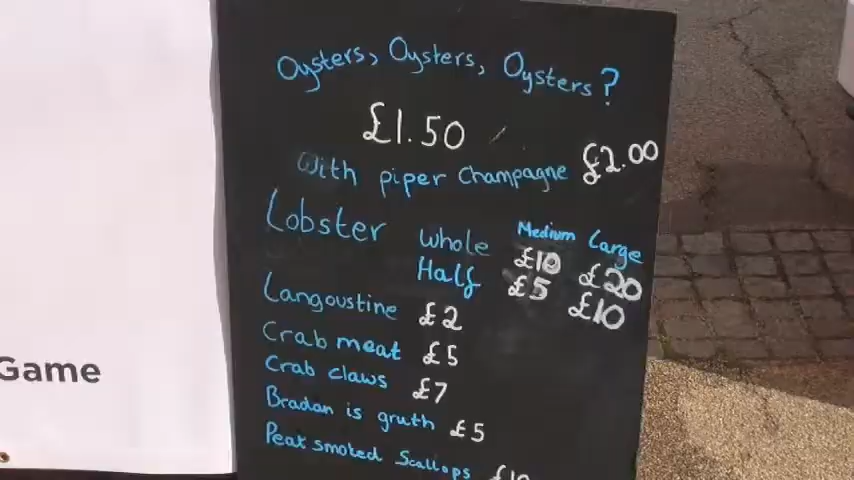 Oysters, Oysters, Oysters?
£1.50
With piper Champagne £2.00
Lobster Whole Medium £10 Large £20
Half £5 £10
Langoustine £2
Crab meat £5
Crab claws £7
Bradan is gruth £5
Peat smoked Scallops
Game